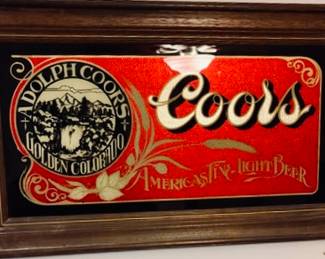 ADOLPH COORS
GOLDEN COLORADO
Coors
AMERICA'S FINE LIGHT BEER